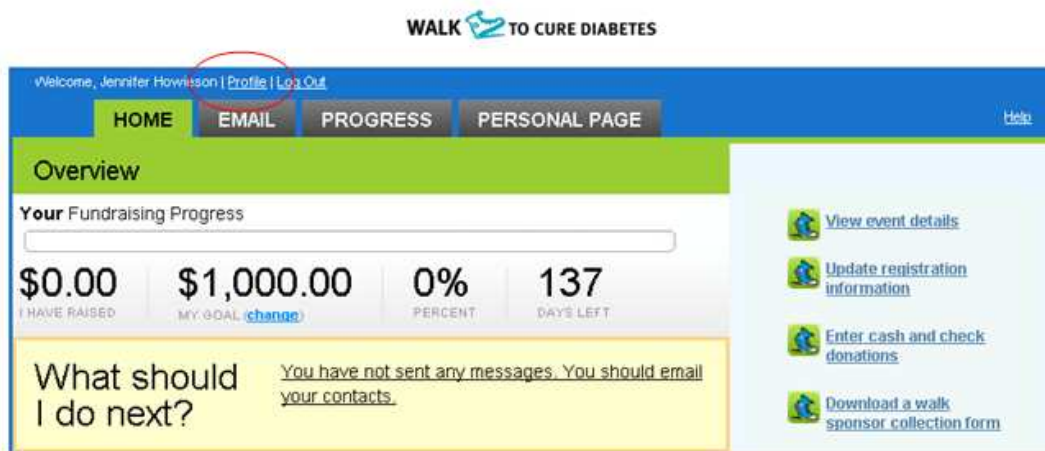 WALK TO CURE DIABETES
Welcome, Jennifer Howieson | Profile | Log Out
HOME EMAIL PROGRESS PERSONAL PAGE Help
Overview
Your Fundraising Progress
$0.00 $1,000.00 0% 137
I HAVE RAISED MY GOAL (change) PERCENT DAYS LEFT
What should
I do next?
You have not sent any messages. You should email
your contacts.
View event details
Update registration
information
Enter cash and check
donations
Download a walk
sponsor collection form